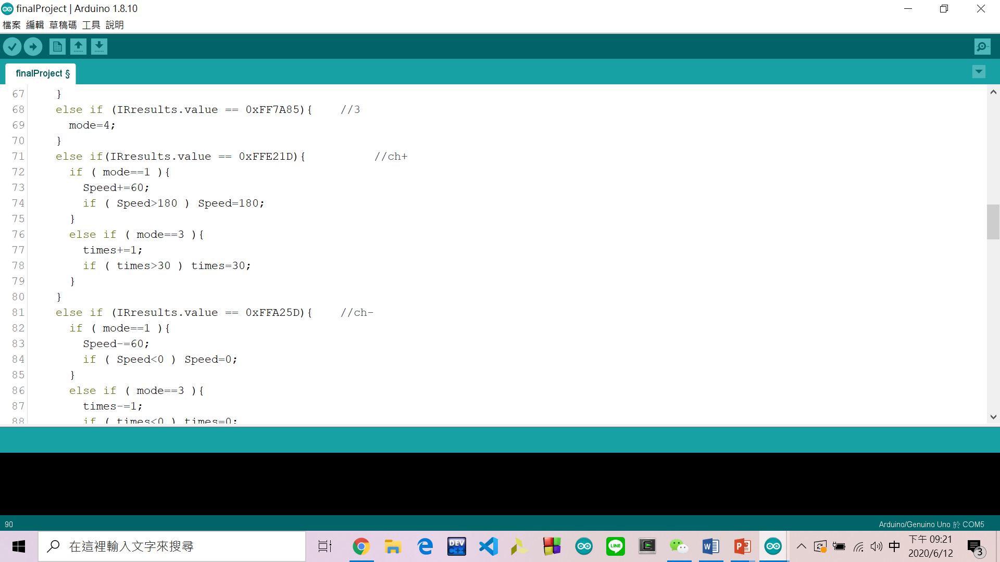 finalProject | Arduino 1.8.10
檔案 編輯 草稿碼 工具 說明
finalProject §
67 }
68 else if (IRresults.value == 0xFF7A85){ //3
69 mode=4;
70 }
71 else if(IRresults.value == 0xFFE21D){ //ch+
72 if ( mode==1 ){
73 Speed+=60;
74 if ( Speed>180 ) Speed=180;
75 }
76 else if ( mode==3 ){
77 times+=1;
78 if ( times>30 ) times=30;
79 }
80 }
81 else if (IRresults.value == 0xFFA25D){ //ch-
82 if ( mode==1 ){
83 Speed-=60;
84 if ( Speed<0 ) Speed=0;
85 }
86 else if ( mode==3 ){
87 times-=1;
88 if ( times<0 ) times=0;
90
Arduino/Genuino Uno 於 COM5
在這裡輸入文字來搜尋
DEV C++
LINE
中
下午 09:21
2020/6/12
3